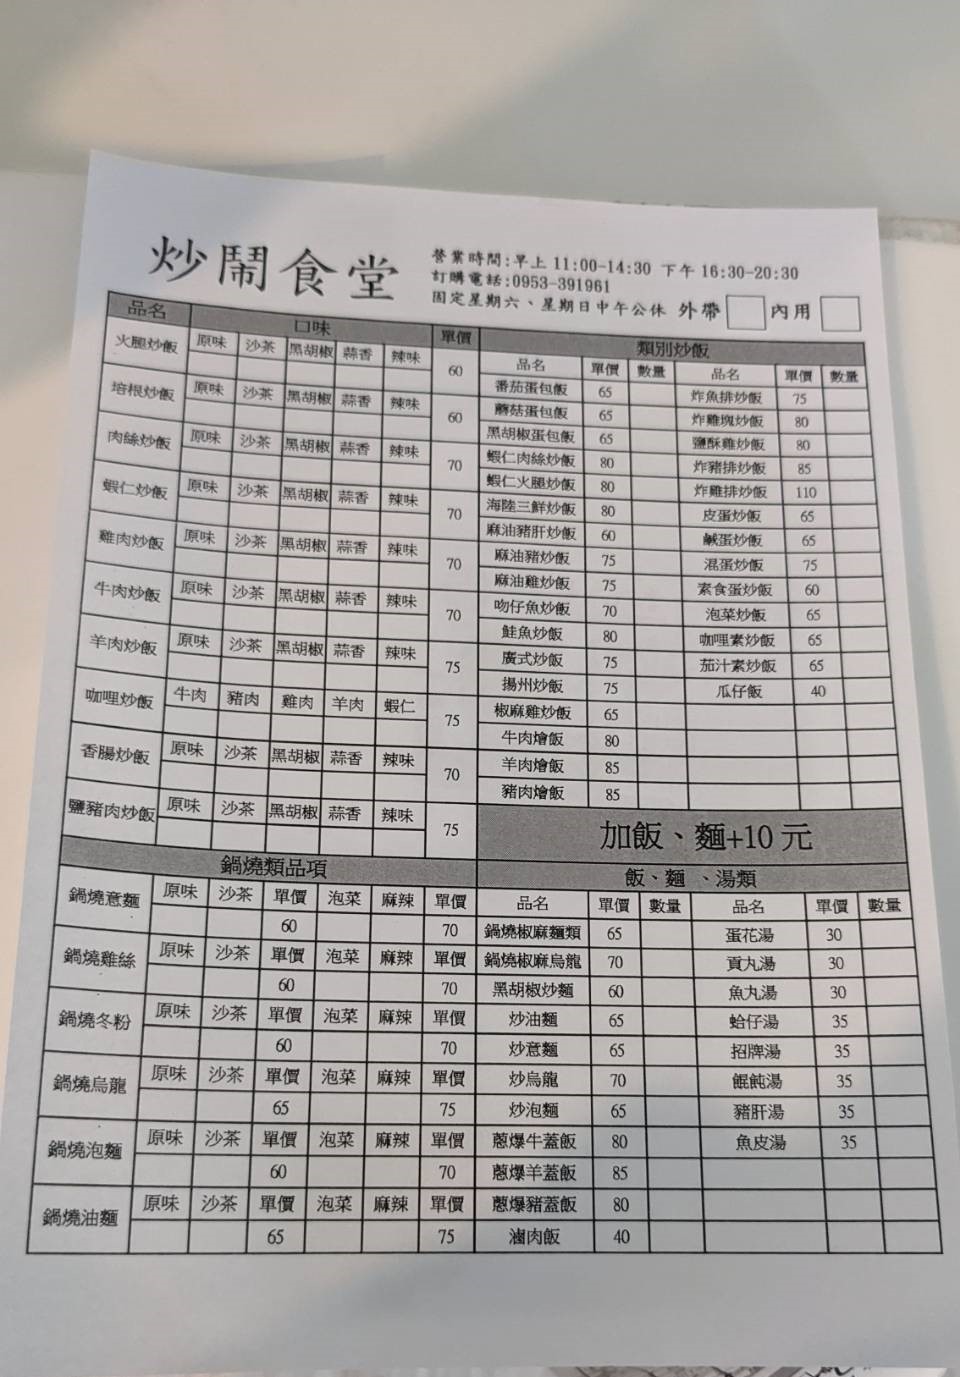 炒鬧食堂
營業時間:早上 11:00-14:30 下午 16:30-20:30
訂購電話:0953-391961
固定星期六、星期日中午公休 外帶 內用
品名 口味 單價
火腿炒飯 原味 沙茶 黑胡椒 蒜香 辣味 60
培根炒飯 原味 沙茶 黑胡椒 蒜香 辣味 60
肉絲炒飯 原味 沙茶 黑胡椒 蒜香 辣味 70
蝦仁炒飯 原味 沙茶 黑胡椒 蒜香 辣味 70
雞肉炒飯 原味 沙茶 黑胡椒 蒜香 辣味 70
牛肉炒飯 原味 沙茶 黑胡椒 蒜香 辣味 70
羊肉炒飯 原味 沙茶 黑胡椒 蒜香 辣味 75
咖哩炒飯 牛肉 豬肉 雞肉 羊肉 蝦仁 75
香腸炒飯 原味 沙茶 黑胡椒 蒜香 辣味 70
鹽豬肉炒飯 原味 沙茶 黑胡椒 蒜香 辣味 75
類別炒飯
品名 單價 數量 品名 單價 數量
番茄蛋包飯 65 炸魚排炒飯 75
蘑菇蛋包飯 65 炸雞塊炒飯 80
黑胡椒蛋包飯 65 鹽酥雞炒飯 80
蝦仁肉絲炒飯 80 炸豬排炒飯 85
蝦仁火腿炒飯 80 炸雞排炒飯 110
海陸三鮮炒飯 80 皮蛋炒飯 65
麻油豬肝炒飯 60 鹹蛋炒飯 65
麻油豬炒飯 75 混蛋炒飯 75
麻油雞炒飯 75 素食蛋炒飯 60
吻仔魚炒飯 70 泡菜炒飯 65
鮭魚炒飯 80 咖哩素炒飯 65
廣式炒飯 75 茄汁素炒飯 65
揚州炒飯 75 瓜仔飯 40
椒麻雞炒飯 65
牛肉燴飯 80
羊肉燴飯 85
豬肉燴飯 85
加飯、麵+10 元
鍋燒類品項
鍋燒意麵 原味 沙茶 單價 泡菜 麻辣 單價
60 70
鍋燒雞絲 原味 沙茶 單價 泡菜 麻辣 單價
60 70
鍋燒冬粉 原味 沙茶 單價 泡菜 麻辣 單價
60 70
鍋燒烏龍 原味 沙茶 單價 泡菜 麻辣 單價
65 75
鍋燒泡麵 原味 沙茶 單價 泡菜 麻辣 單價
60 70
鍋燒油麵 原味 沙茶 單價 泡菜 麻辣 單價
65 75
飯、麵 、湯類
品名 單價 數量 品名 單價 數量
鍋燒椒麻麵類 65 蛋花湯 30
鍋燒椒麻烏龍 70 貢丸湯 30
黑胡椒炒麵 60 魚丸湯 30
炒油麵 65 蛤仔湯 35
炒意麵 65 招牌湯 35
炒烏龍 70 餛飩湯 35
炒泡麵 65 豬肝湯 35
蔥爆牛蓋飯 80 魚皮湯 35
蔥爆羊蓋飯 85
蔥爆豬蓋飯 80
滷肉飯 40